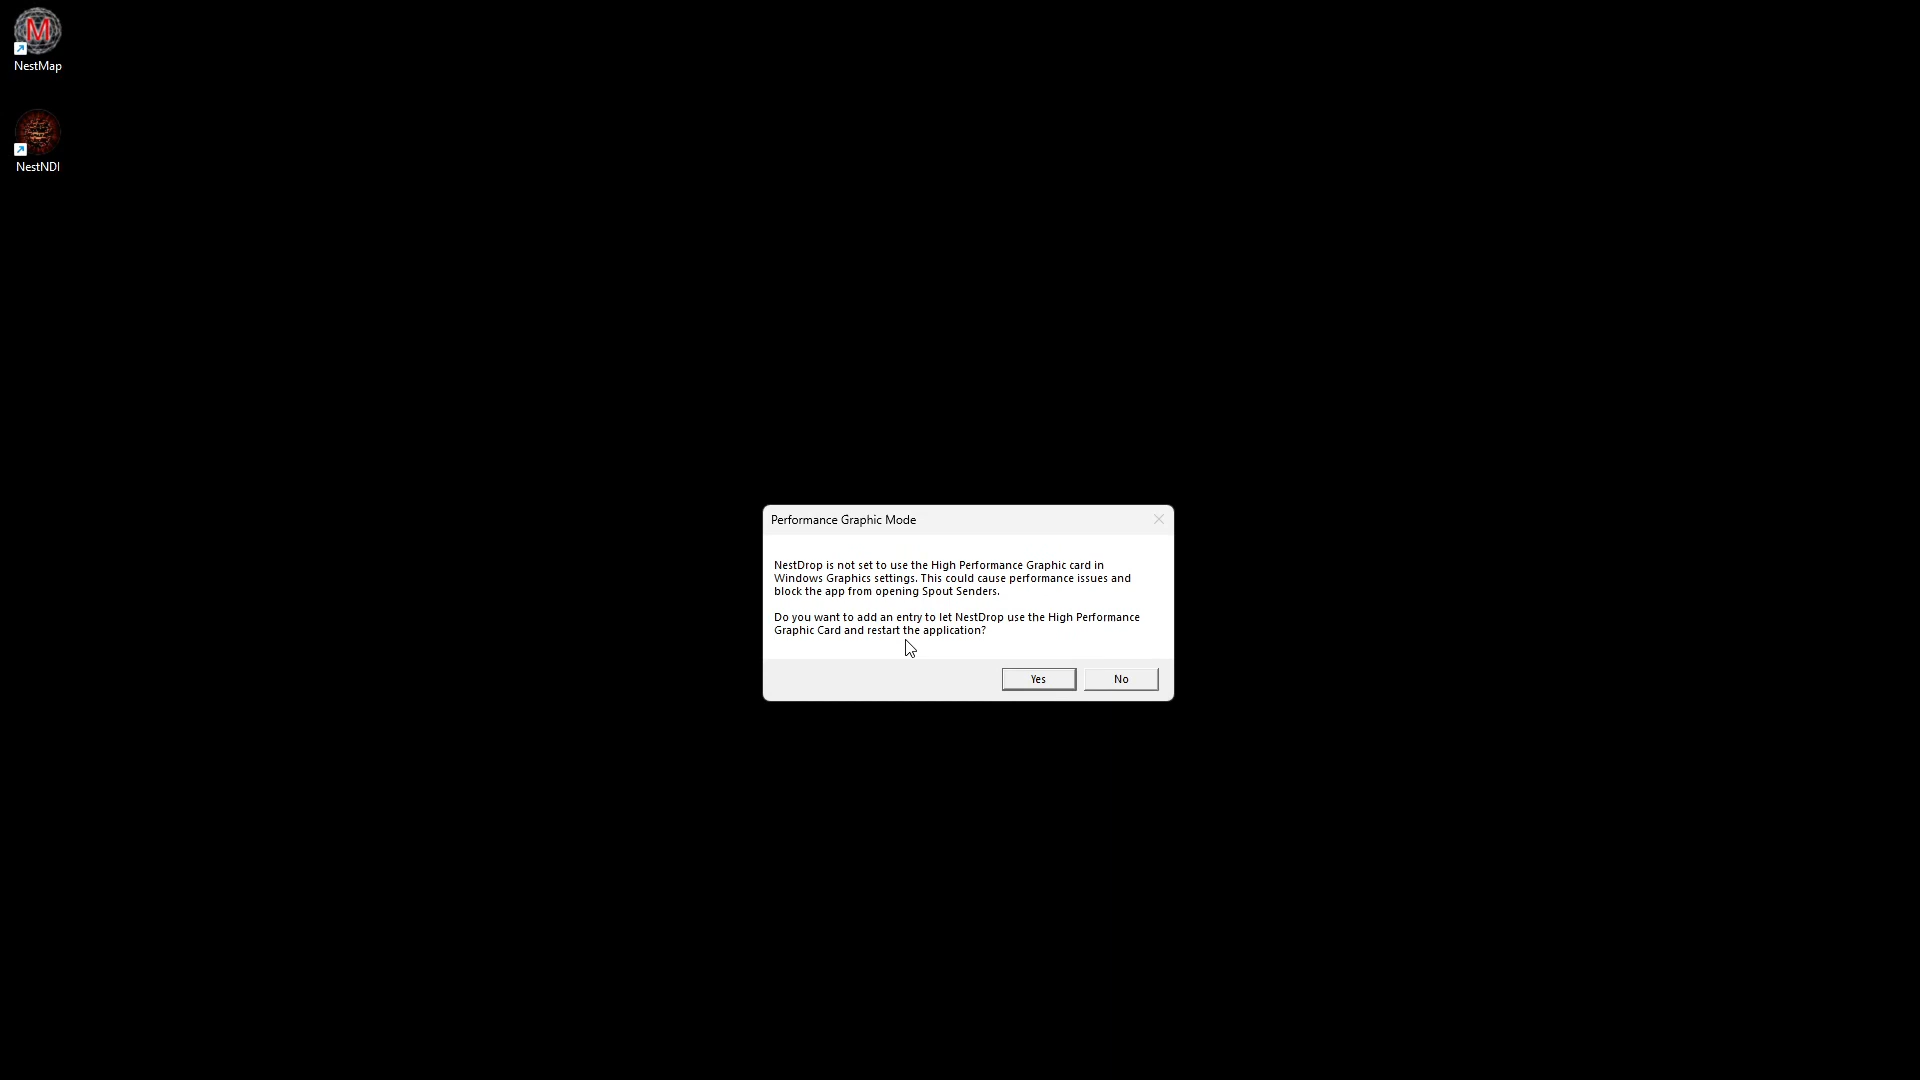 NestMap
NestNDI
Performance Graphic Mode
NestDrop is not set to use the High Performance Graphic card in
Windows Graphics settings. This could cause performance issues and
block the app from opening Spout Senders.
Do you want to add an entry to let NestDrop use the High Performance
Graphic Card and restart the application?
Yes
No